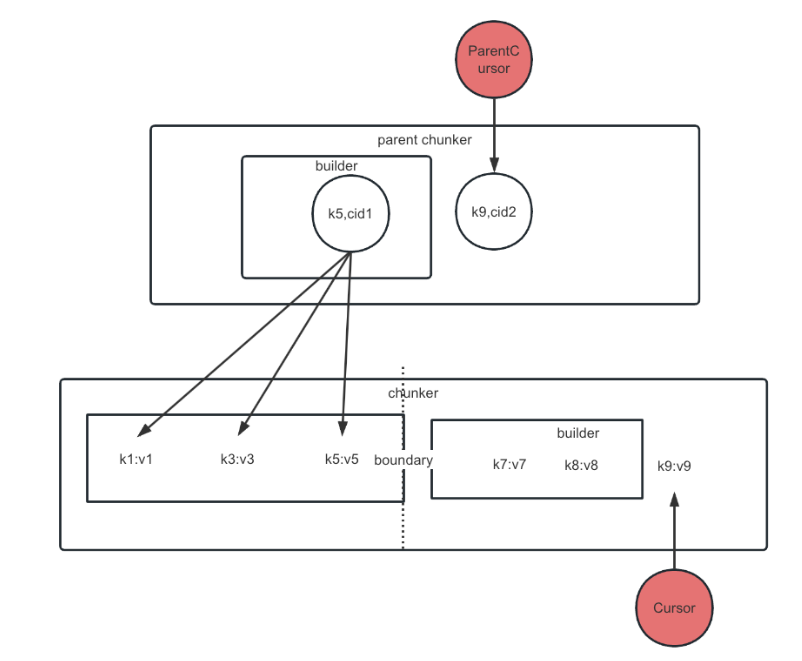 ParentC
ursor
parent chunker
builder
k5,cid1
k9,cid2
chunker
builder
k1:v1
k3:v3
k5:v5
boundary
k7:v7
k8:v8
k9:v9
Cursor